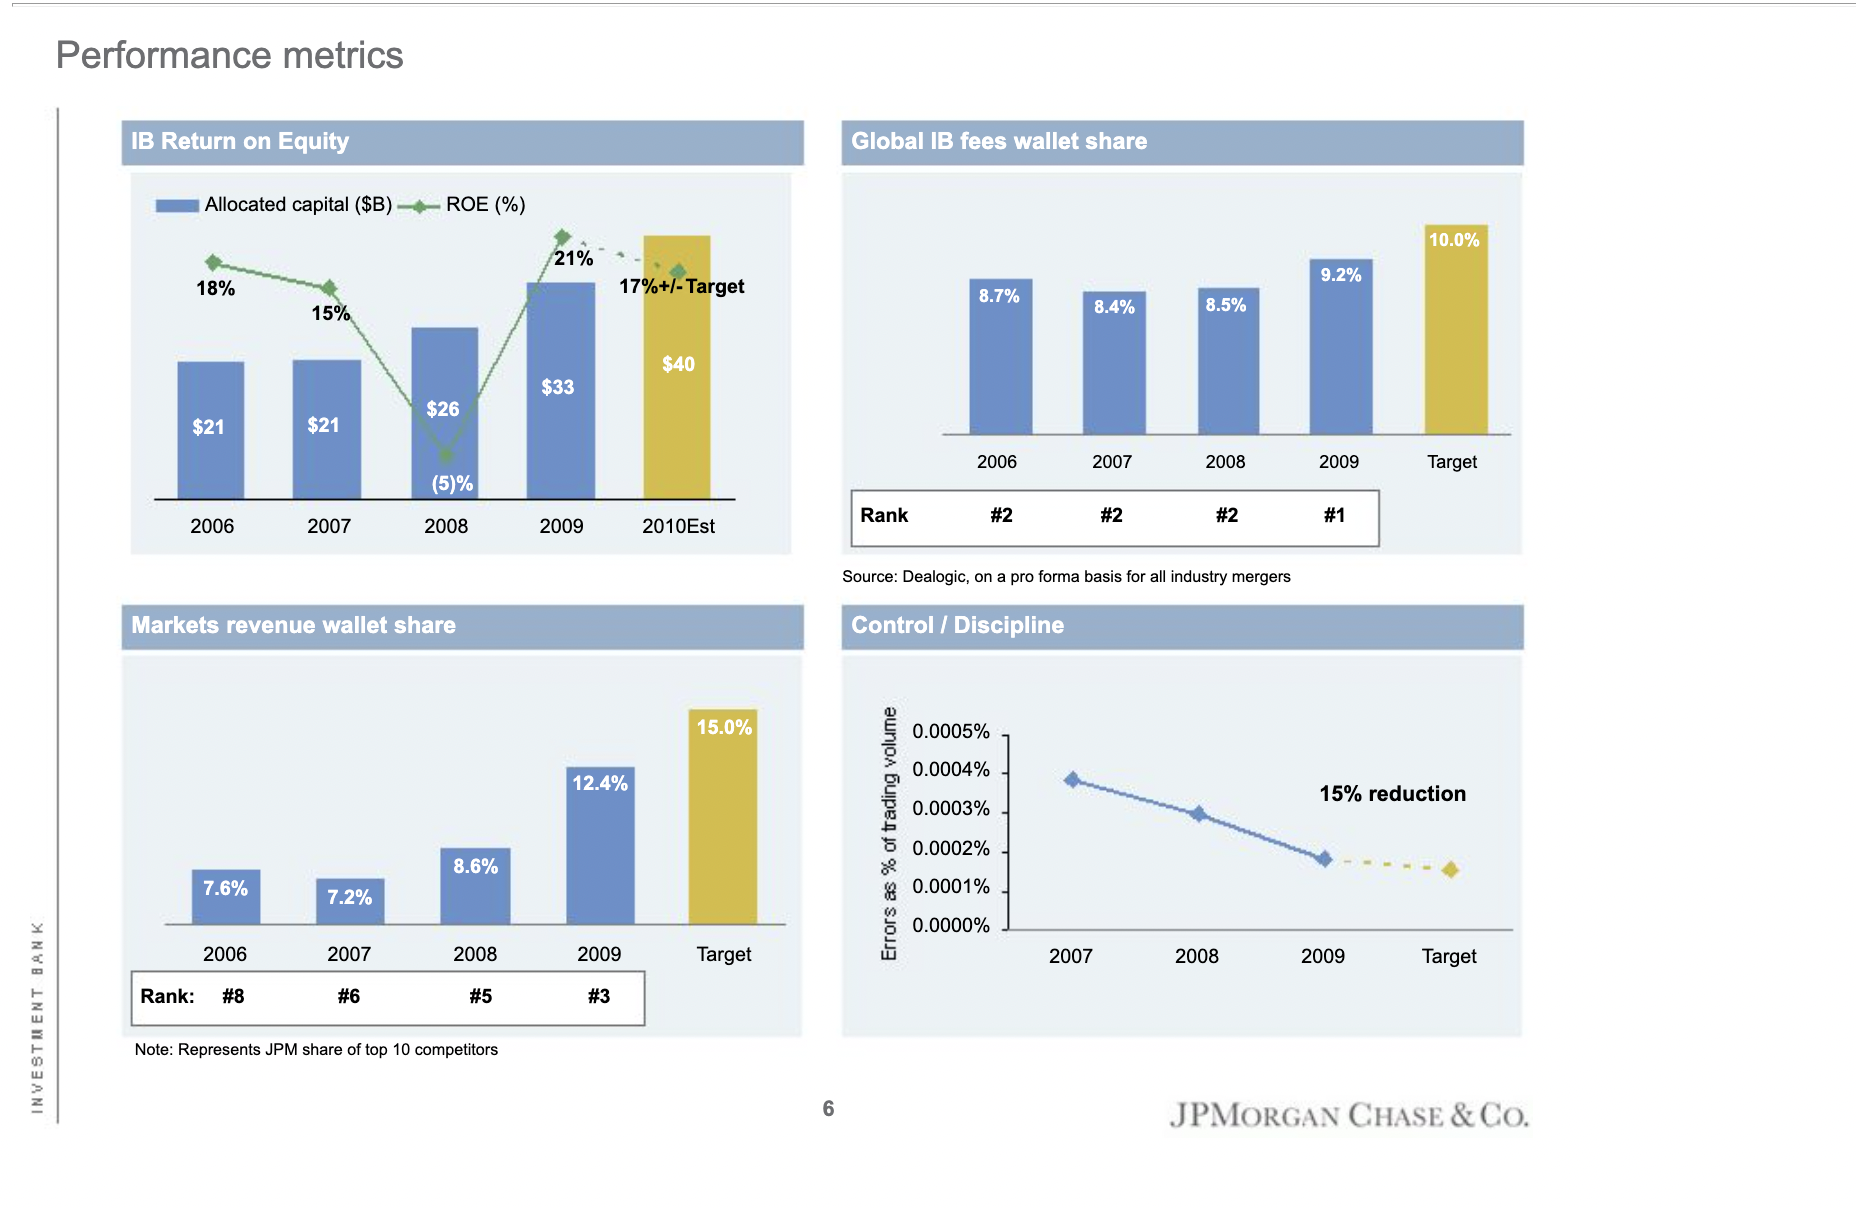 Performance metrics
IB Return on Equity
Allocated capital ($B) ROE (%)
18%
15%
21%
17%+/- Target
$21
$21
$26
(5)%
$33
$40
2006 2007 2008 2009 2010Est
Global IB fees wallet share
8.7%
8.4%
8.5%
9.2%
10.0%
2006 2007 2008 2009 Target
Rank #2 #2 #2 #1
Source: Dealogic, on a pro forma basis for all industry mergers
Markets revenue wallet share
7.6%
7.2%
8.6%
12.4%
15.0%
2006 2007 2008 2009 Target
Rank: #8 #6 #5 #3
Note: Represents JPM share of top 10 competitors
Control / Discipline
Errors as % of trading volume
0.0005%
0.0004%
0.0003%
0.0002%
0.0001%
0.0000%
15% reduction
2007 2008 2009 Target
INVESTMENT BANK
6
JPMORGAN CHASE & CO.